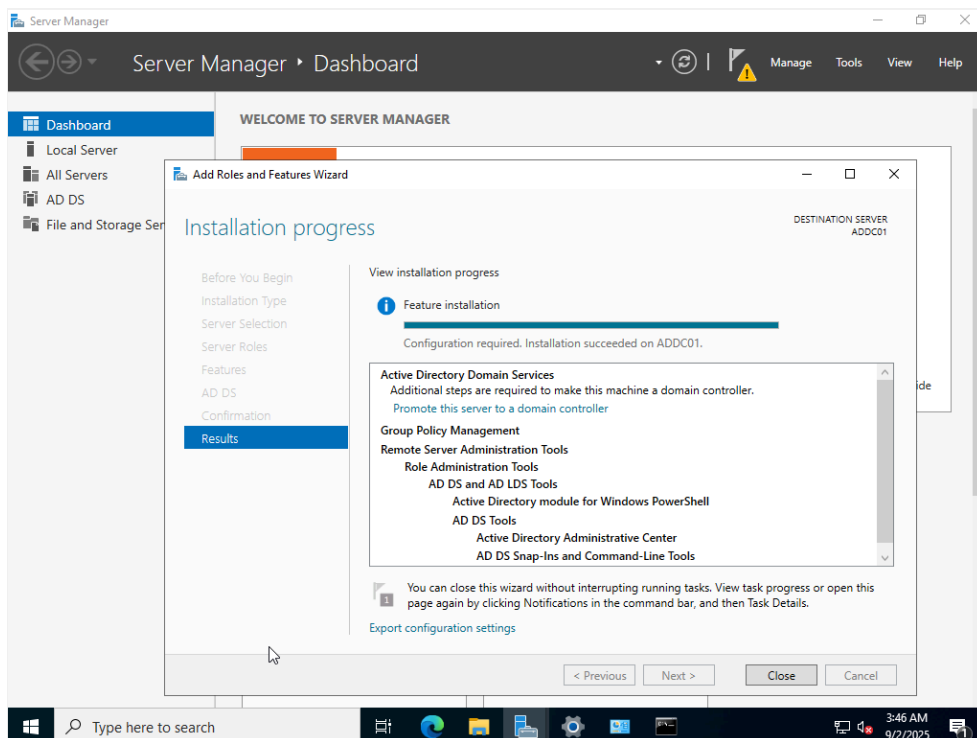 Server Manager
Server Manager ‣ Dashboard
Manage Tools View Help
Dashboard
Local Server
All Servers
AD DS
File and Storage Ser
WELCOME TO SERVER MANAGER
Add Roles and Features Wizard
Installation progress
DESTINATION SERVER
ADDC01
Before You Begin
Installation Type
Server Selection
Server Roles
Features
AD DS
Confirmation
Results
View installation progress
Feature installation
Configuration required. Installation succeeded on ADDC01.
Active Directory Domain Services
Additional steps are required to make this machine a domain controller.
Promote this server to a domain controller
Group Policy Management
Remote Server Administration Tools
Role Administration Tools
AD DS and AD LDS Tools
Active Directory module for Windows PowerShell
AD DS Tools
Active Directory Administrative Center
AD DS Snap-Ins and Command-Line Tools
1
You can close this wizard without interrupting running tasks. View task progress or open this
page again by clicking Notifications in the command bar, and then Task Details.
Export configuration settings
< Previous Next > Close Cancel
ide
Type here to search
3:46 AM
9/2/2025
1